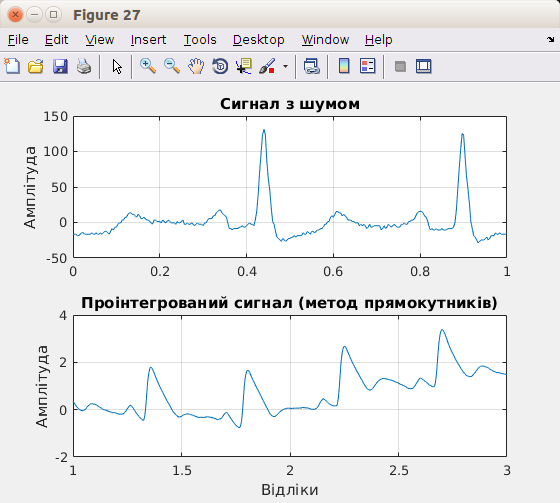 Figure 27
File Edit View Insert Tools Desktop Window Help
Сигнал з шумом
Амплітуда
150
100
50
0
-50
0 0.2 0.4 0.6 0.8 1
Проінтегрований сигнал (метод прямокутників)
Амплітуда
4
2
0
-2
1 1.5 2 2.5 3
Відліки